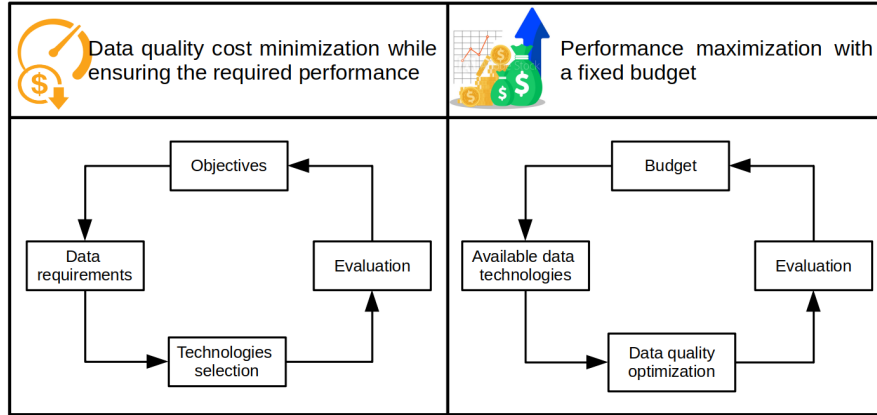 Data quality cost minimization while
ensuring the required performance
Performance maximization with
a fixed budget
Objectives
Data
requirements
Evaluation
Technologies
selection
Budget
Available data
technologies
Evaluation
Data quality
optimization
$
$
$
$